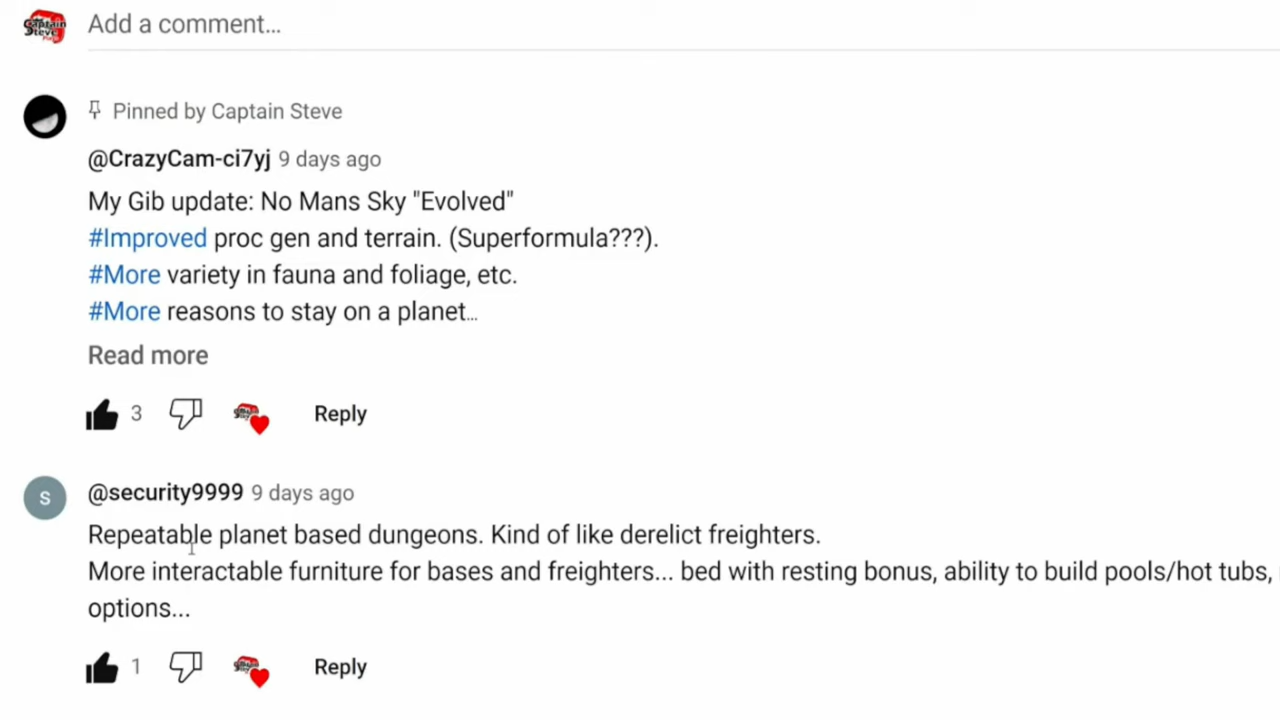 Captain
Steve
Add a comment...
Pinned by Captain Steve
@CrazyCam-ci7yj 9 days ago
My Gib update: No Mans Sky "Evolved"
#Improved proc gen and terrain. (Superformula???).
#More variety in fauna and foliage, etc.
#More reasons to stay on a planet...
Read more
3 Reply
S @security9999 9 days ago
Repeatable planet based dungeons. Kind of like derelict freighters.
More interactable furniture for bases and freighters... bed with resting bonus, ability to build pools/hot tubs,
options...
1 Reply